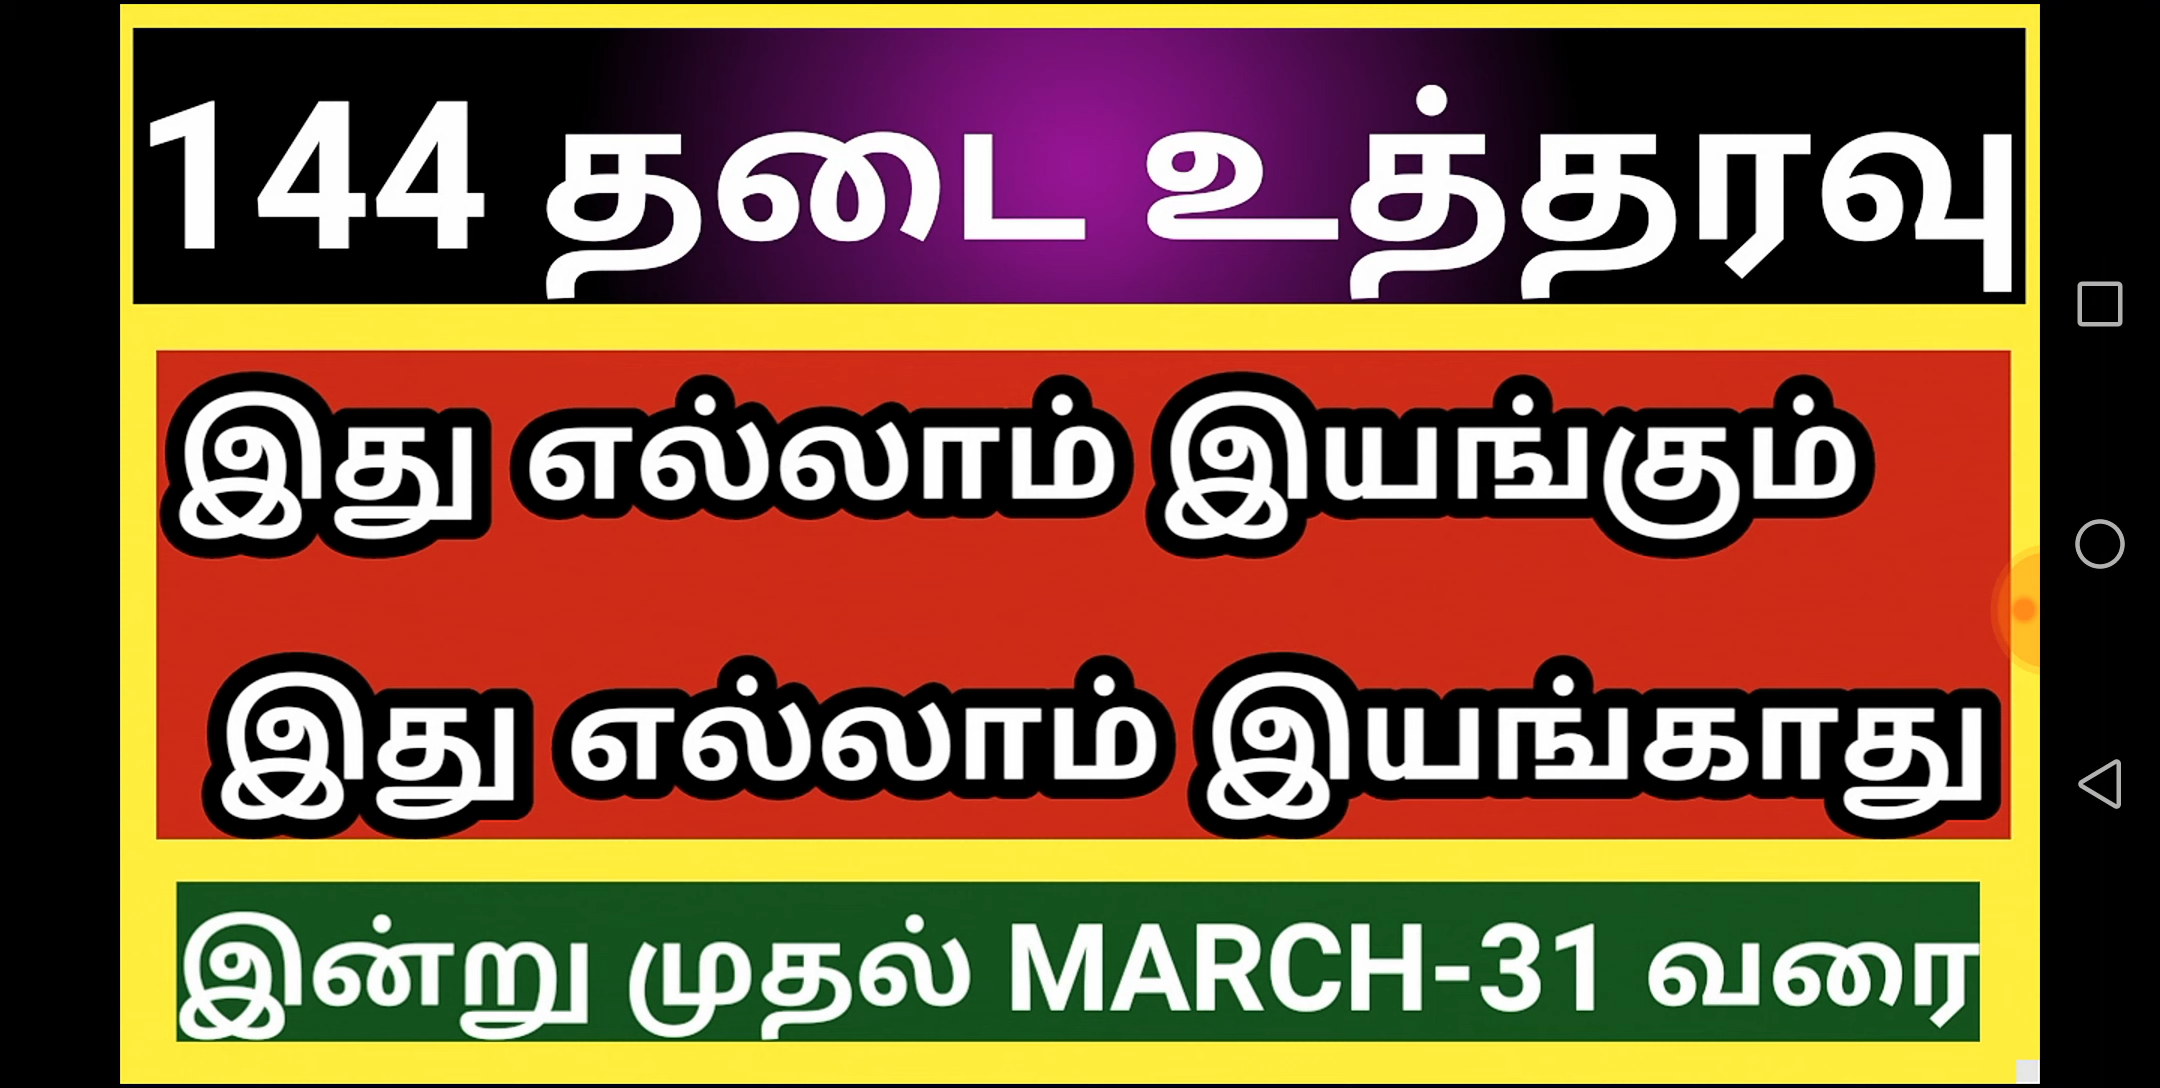 144 தடை உத்தரவு
இது எல்லாம் இயங்கும்
இது எல்லாம் இயங்காது
இன்று முதல் MARCH-31 வரை